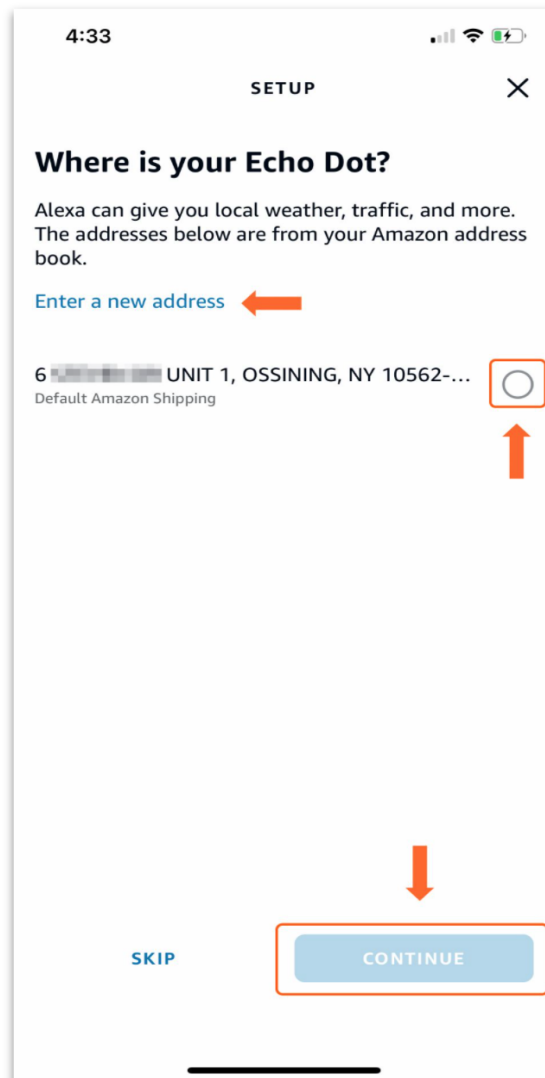 4:33
SETUP
Where is your Echo Dot?
Alexa can give you local weather, traffic, and more.
The addresses below are from your Amazon address
book.
Enter a new address
6 UNIT 1, OSSINING, NY 10562-...
Default Amazon Shipping
SKIP CONTINUE